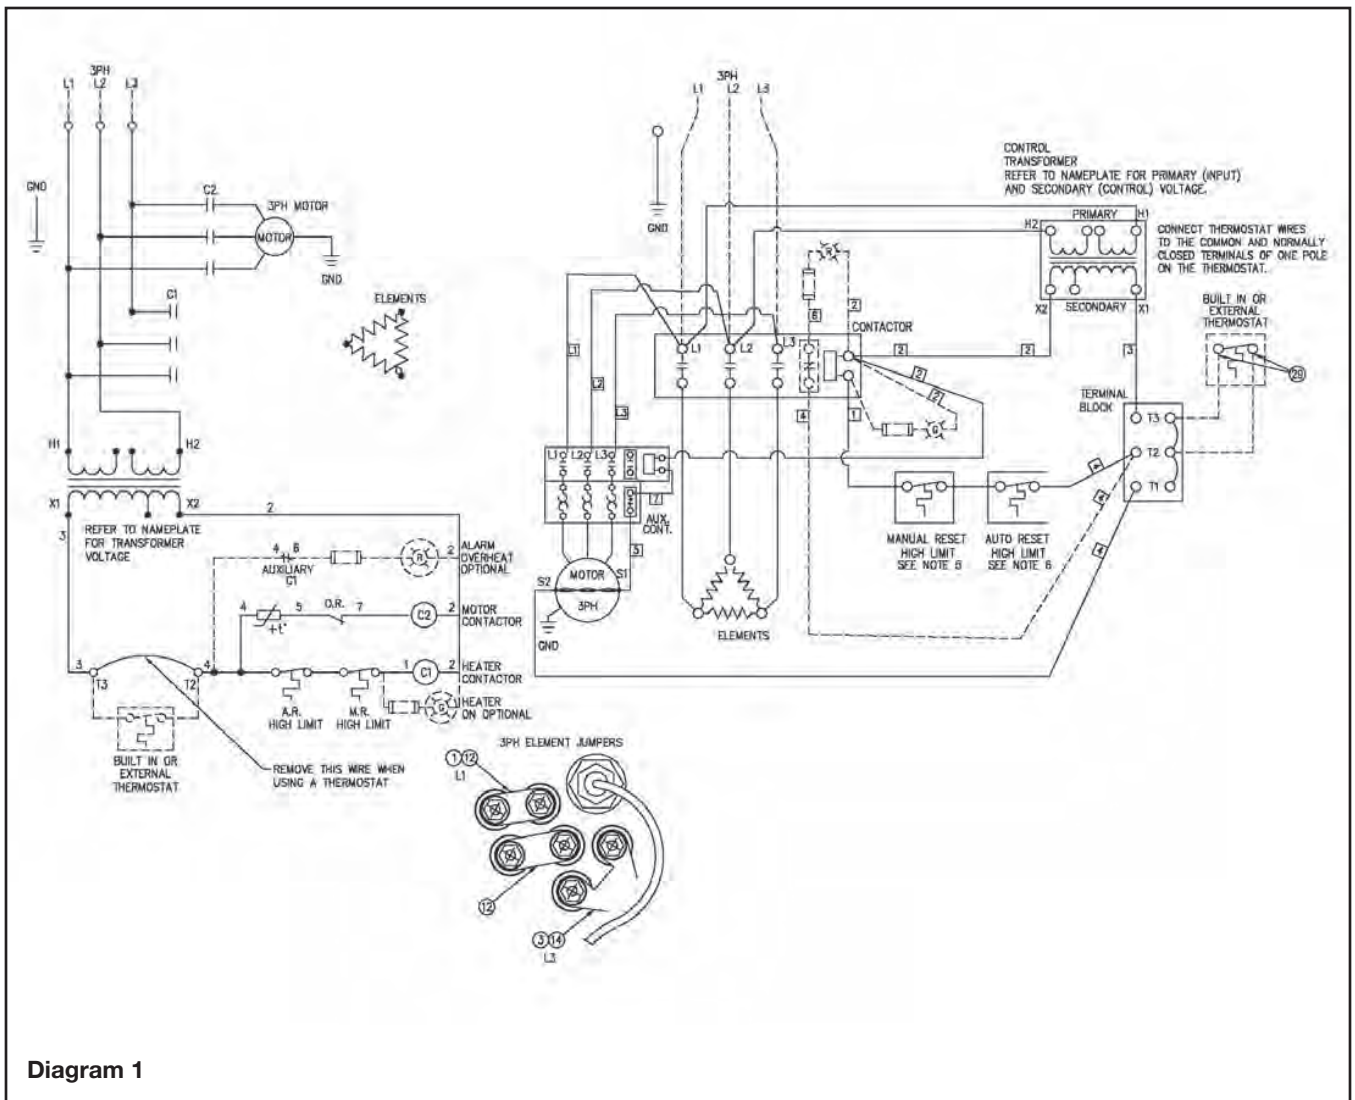 3PH
L1 L2 L3
GND
C2
3PH MOTOR
MOTOR
GND
C1
ELEMENTS
H1 H2
X1 X2
REFER TO NAMEPLATE
FOR TRANSFORMER
VOLTAGE
3
2
4 6
AUXILIARY
C1
R
2
ALARM
OVERHEAT
OPTIONAL
4 5 O.R. 7
+t°
C2
2
MOTOR
CONTACTOR
3 4
T3 T2
1
C1
2
HEATER
CONTACTOR
A.R.
HIGH LIMIT
M.R.
HIGH LIMIT
G
HEATER
ON OPTIONAL
BUILT IN OR
EXTERNAL
THERMOSTAT
REMOVE THIS WIRE WHEN
USING A THERMOSTAT
3PH
L1 L2 L3
GND
CONTROL
TRANSFORMER
REFER TO NAMEPLATE FOR PRIMARY (INPUT)
AND SECONDARY (CONTROL) VOLTAGE.
PRIMARY
H2 H1
SECONDARY
X2 X1
CONNECT THERMOSTAT WIRES
TO THE COMMON AND NORMALLY
CLOSED TERMINALS OF ONE POLE
ON THE THERMOSTAT.
BUILT IN OR
EXTERNAL
THERMOSTAT
29
R
6 2
CONTACTOR
L1 L2 L3
2 2
2
2
3
4 1
G
L1
L2
L3
L1 L2 L3
7
AUX.
CONT.
5
S2 MOTOR S1
3PH
GND
ELEMENTS
TERMINAL
BLOCK
T3
T2
T1
4
4
4
MANUAL RESET
HIGH LIMIT
SEE NOTE 6
AUTO RESET
HIGH LIMIT
SEE NOTE 6
3PH ELEMENT JUMPERS
1 12
L1
12
3 14
L3
Diagram 1